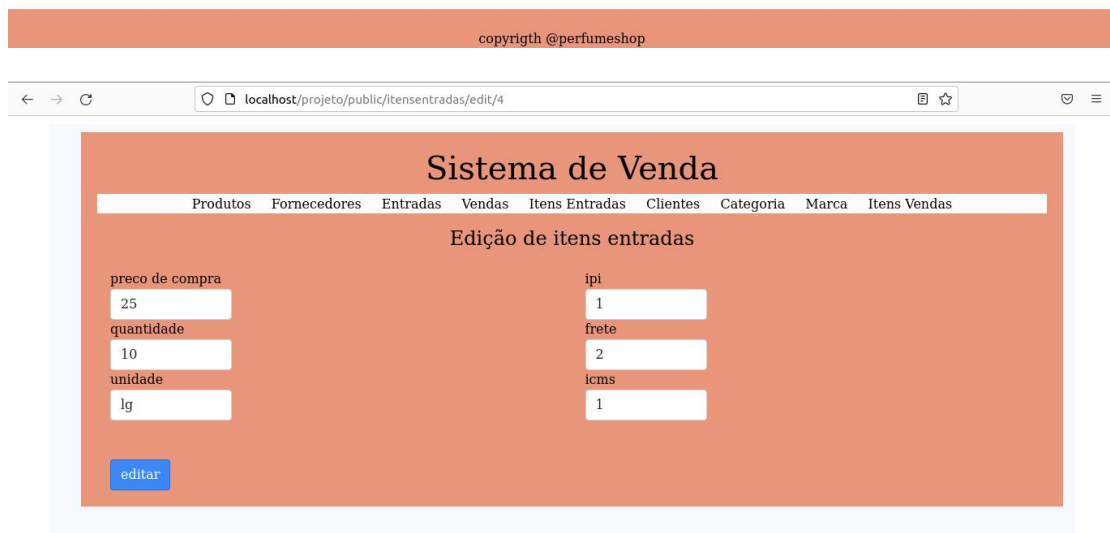 copyrigth @perfumeshop
localhost/projeto/public/itensentradas/edit/4
Sistema de Venda
Produtos Fornecedores Entradas Vendas Itens Entradas Clientes Categoria Marca Itens Vendas
Edição de itens entradas
preco de compra
25
quantidade
10
unidade
lg
ipi
1
frete
2
icms
1
editar